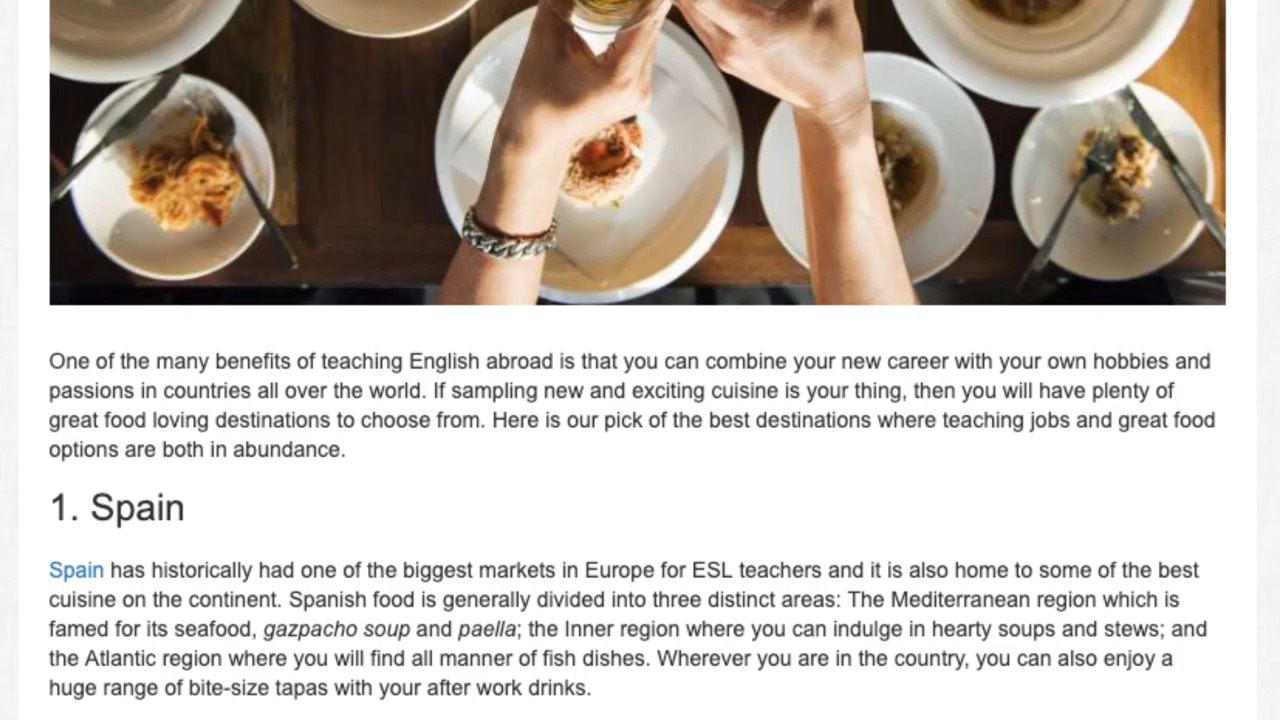 One of the many benefits of teaching English abroad is that you can combine your new career with your own hobbies and
passions in countries all over the world. If sampling new and exciting cuisine is your thing, then you will have plenty of
great food loving destinations to choose from. Here is our pick of the best destinations where teaching jobs and great food
options are both in abundance.
1. Spain
Spain has historically had one of the biggest markets in Europe for ESL teachers and it is also home to some of the best
cuisine on the continent. Spanish food is generally divided into three distinct areas: The Mediterranean region which is
famed for its seafood, gazpacho soup and paella; the Inner region where you can indulge in hearty soups and stews; and
the Atlantic region where you will find all manner of fish dishes. Wherever you are in the country, you can also enjoy a
huge range of bite-size tapas with your after work drinks.